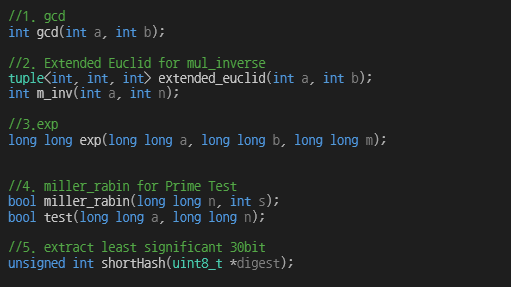 //1. gcd
int gcd(int a, int b);
//2. Extended Euclid for mul_inverse
tuple<int, int, int> extended_euclid(int a, int b);
int m_inv(int a, int n);
//3.exp
long long exp(long long a, long long b, long long m);
//4. miller_rabin for Prime Test
bool miller_rabin(long long n, int s);
bool test(long long a, long long n);
//5. extract least significant 30bit
unsigned int shortHash(uint8_t *digest);